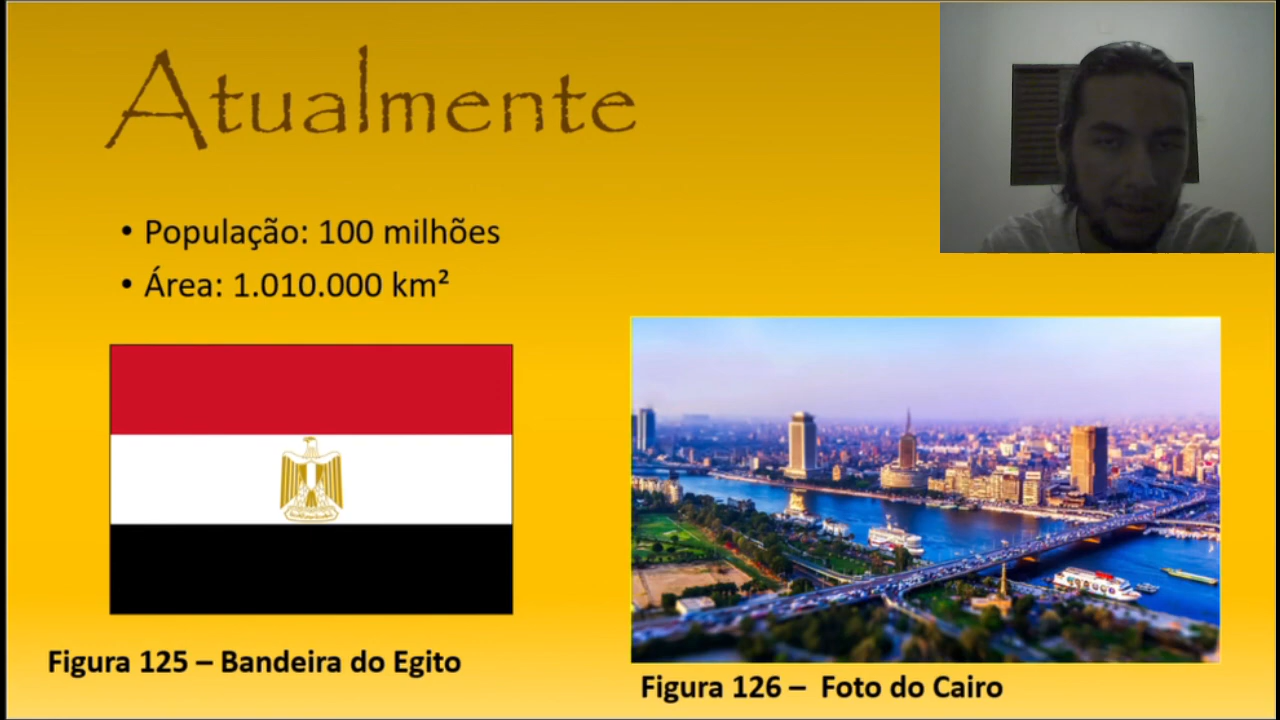 Atualmente
• População: 100 milhões
• Área: 1.010.000 km²
Figura 125 – Bandeira do Egito
Figura 126 – Foto do Cairo